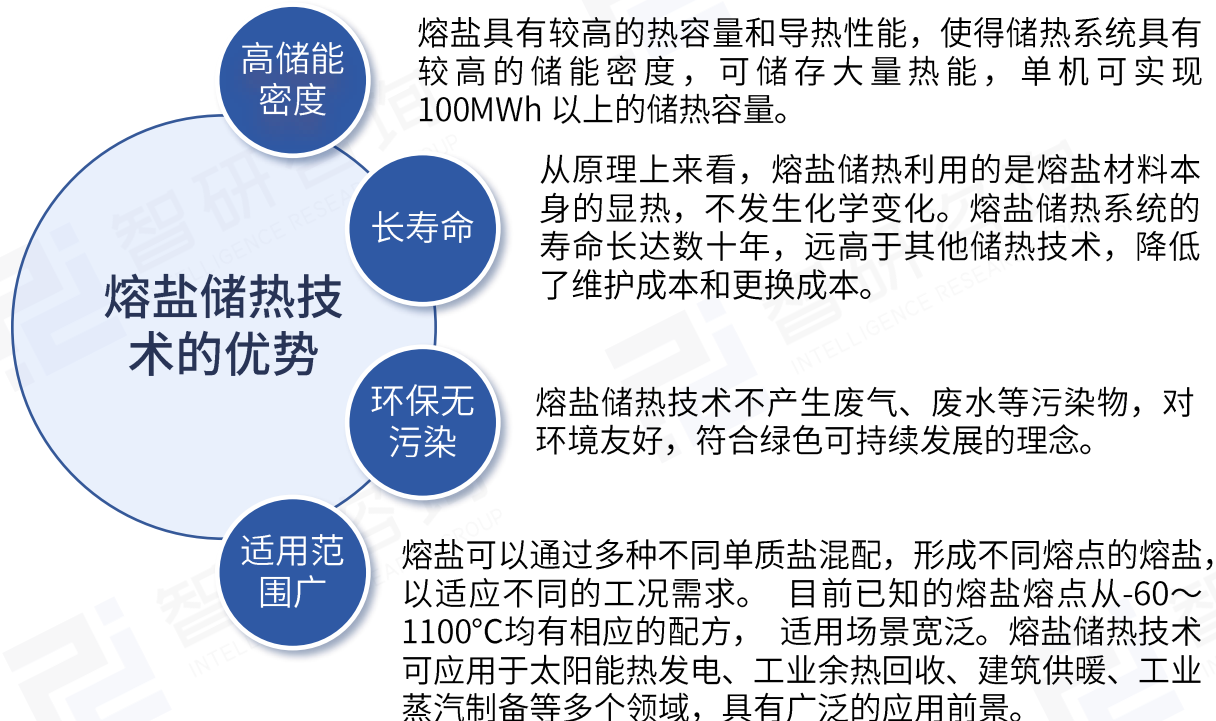 高储能
密度
熔盐具有较高的热容量和导热性能，使得储热系统具有
较高的储能密度，可储存大量热能，单机可实现
100MWh 以上的储热容量。
长寿命
从原理上来看，熔盐储热利用的是熔盐材料本
身的显热，不发生化学变化。熔盐储热系统的
寿命长达数十年，远高于其他储热技术，降低
了维护成本和更换成本。
熔盐储热技
术的优势
环保无
污染
熔盐储热技术不产生废气、废水等污染物，对
环境友好，符合绿色可持续发展的理念。
适用范
围广
熔盐可以通过多种不同单质盐混配，形成不同熔点的熔盐，
以适应不同的工况需求。 目前已知的熔盐熔点从-60～
1100℃均有相应的配方， 适用场景宽泛。熔盐储热技术
可应用于太阳能热发电、工业余热回收、建筑供暖、工业
蒸汽制备等多个领域，具有广泛的应用前景。
智研咨询
INTELLIGENCE RESEARCH GROUP